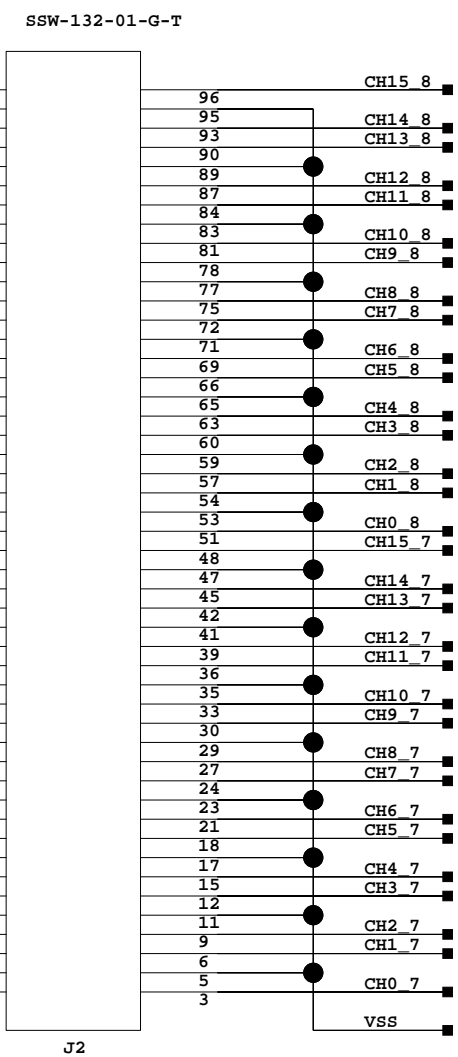 SSW-132-01-G-T
CH15_8
96
95
CH14_8
93
CH13_8
90
89
CH12_8
87
CH11_8
84
83
CH10_8
81
CH9_8
78
77
CH8_8
75
CH7_8
72
71
CH6_8
69
CH5_8
66
65
CH4_8
63
CH3_8
60
59
CH2_8
57
CH1_8
54
53
CH0_8
51
CH15_7
48
47
CH14_7
45
CH13_7
42
41
CH12_7
39
CH11_7
36
35
CH10_7
33
CH9_7
30
29
CH8_7
27
CH7_7
24
23
CH6_7
21
CH5_7
18
17
CH4_7
15
CH3_7
12
11
CH2_7
9
CH1_7
6
5
CH0_7
3
VSS
J2